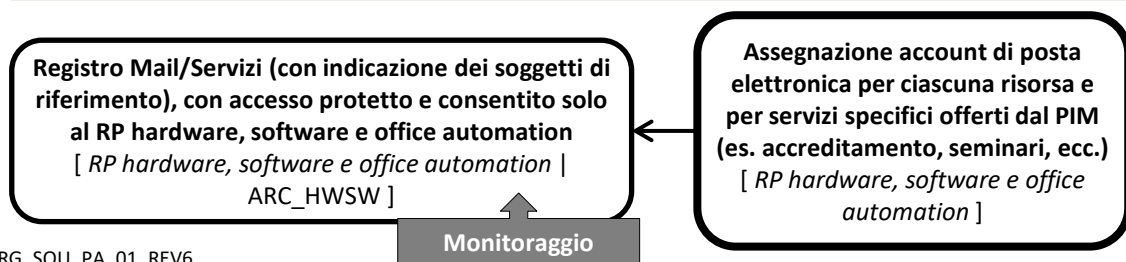 Registro Mail/Servizi (con indicazione dei soggetti di
riferimento), con accesso protetto e consentito solo
al RP hardware, software e office automation
[ RP hardware, software e office automation |
ARC_HWSW ]
Assegnazione account di posta
elettronica per ciascuna risorsa e
per servizi specifici offerti dal PIM
(es. accreditamento, seminari, ecc.)
[ RP hardware, software e office
automation ]
Monitoraggio